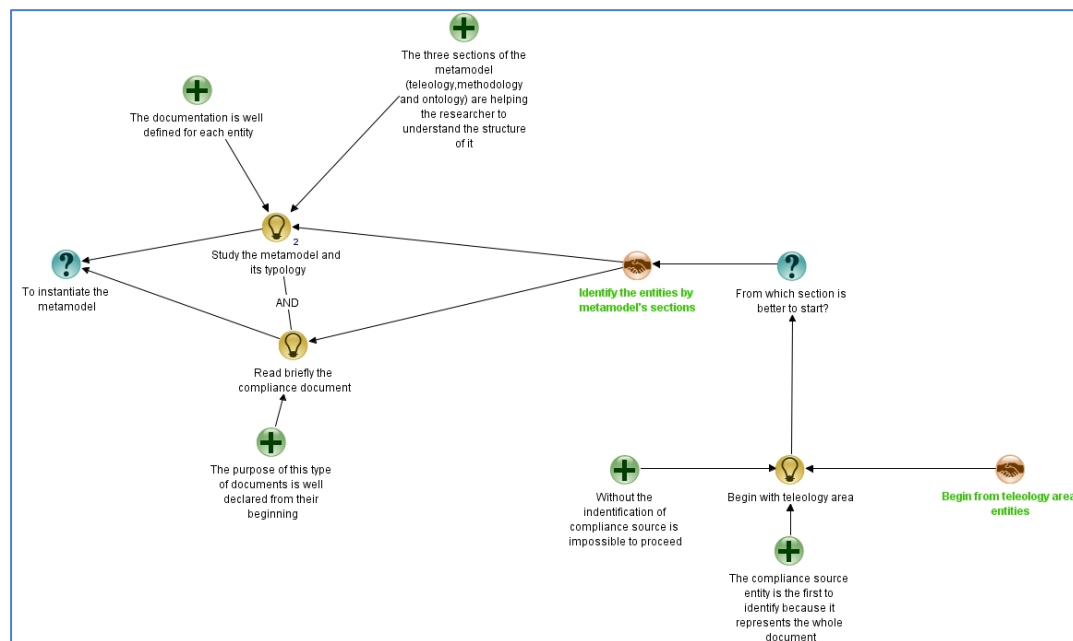 The three sections of the
metamodel
(teleology,methodology
and ontology) are helping
the researcher to
understand the structure
of it
The documentation is well
defined for each entity
2
Study the metamodel and
its typology
To instantiate the
metamodel
AND
Identify the entities by
metamodel's sections
From which section is
better to start?
Read briefly the
compliance document
The purpose of this type
of documents is well
declared from their
beginning
Without the
indentification of
compliance source is
impossible to proceed
Begin with teleology area
Begin from teleology area
entities
The compliance source
entity is the first to
identify because it
represents the whole
document